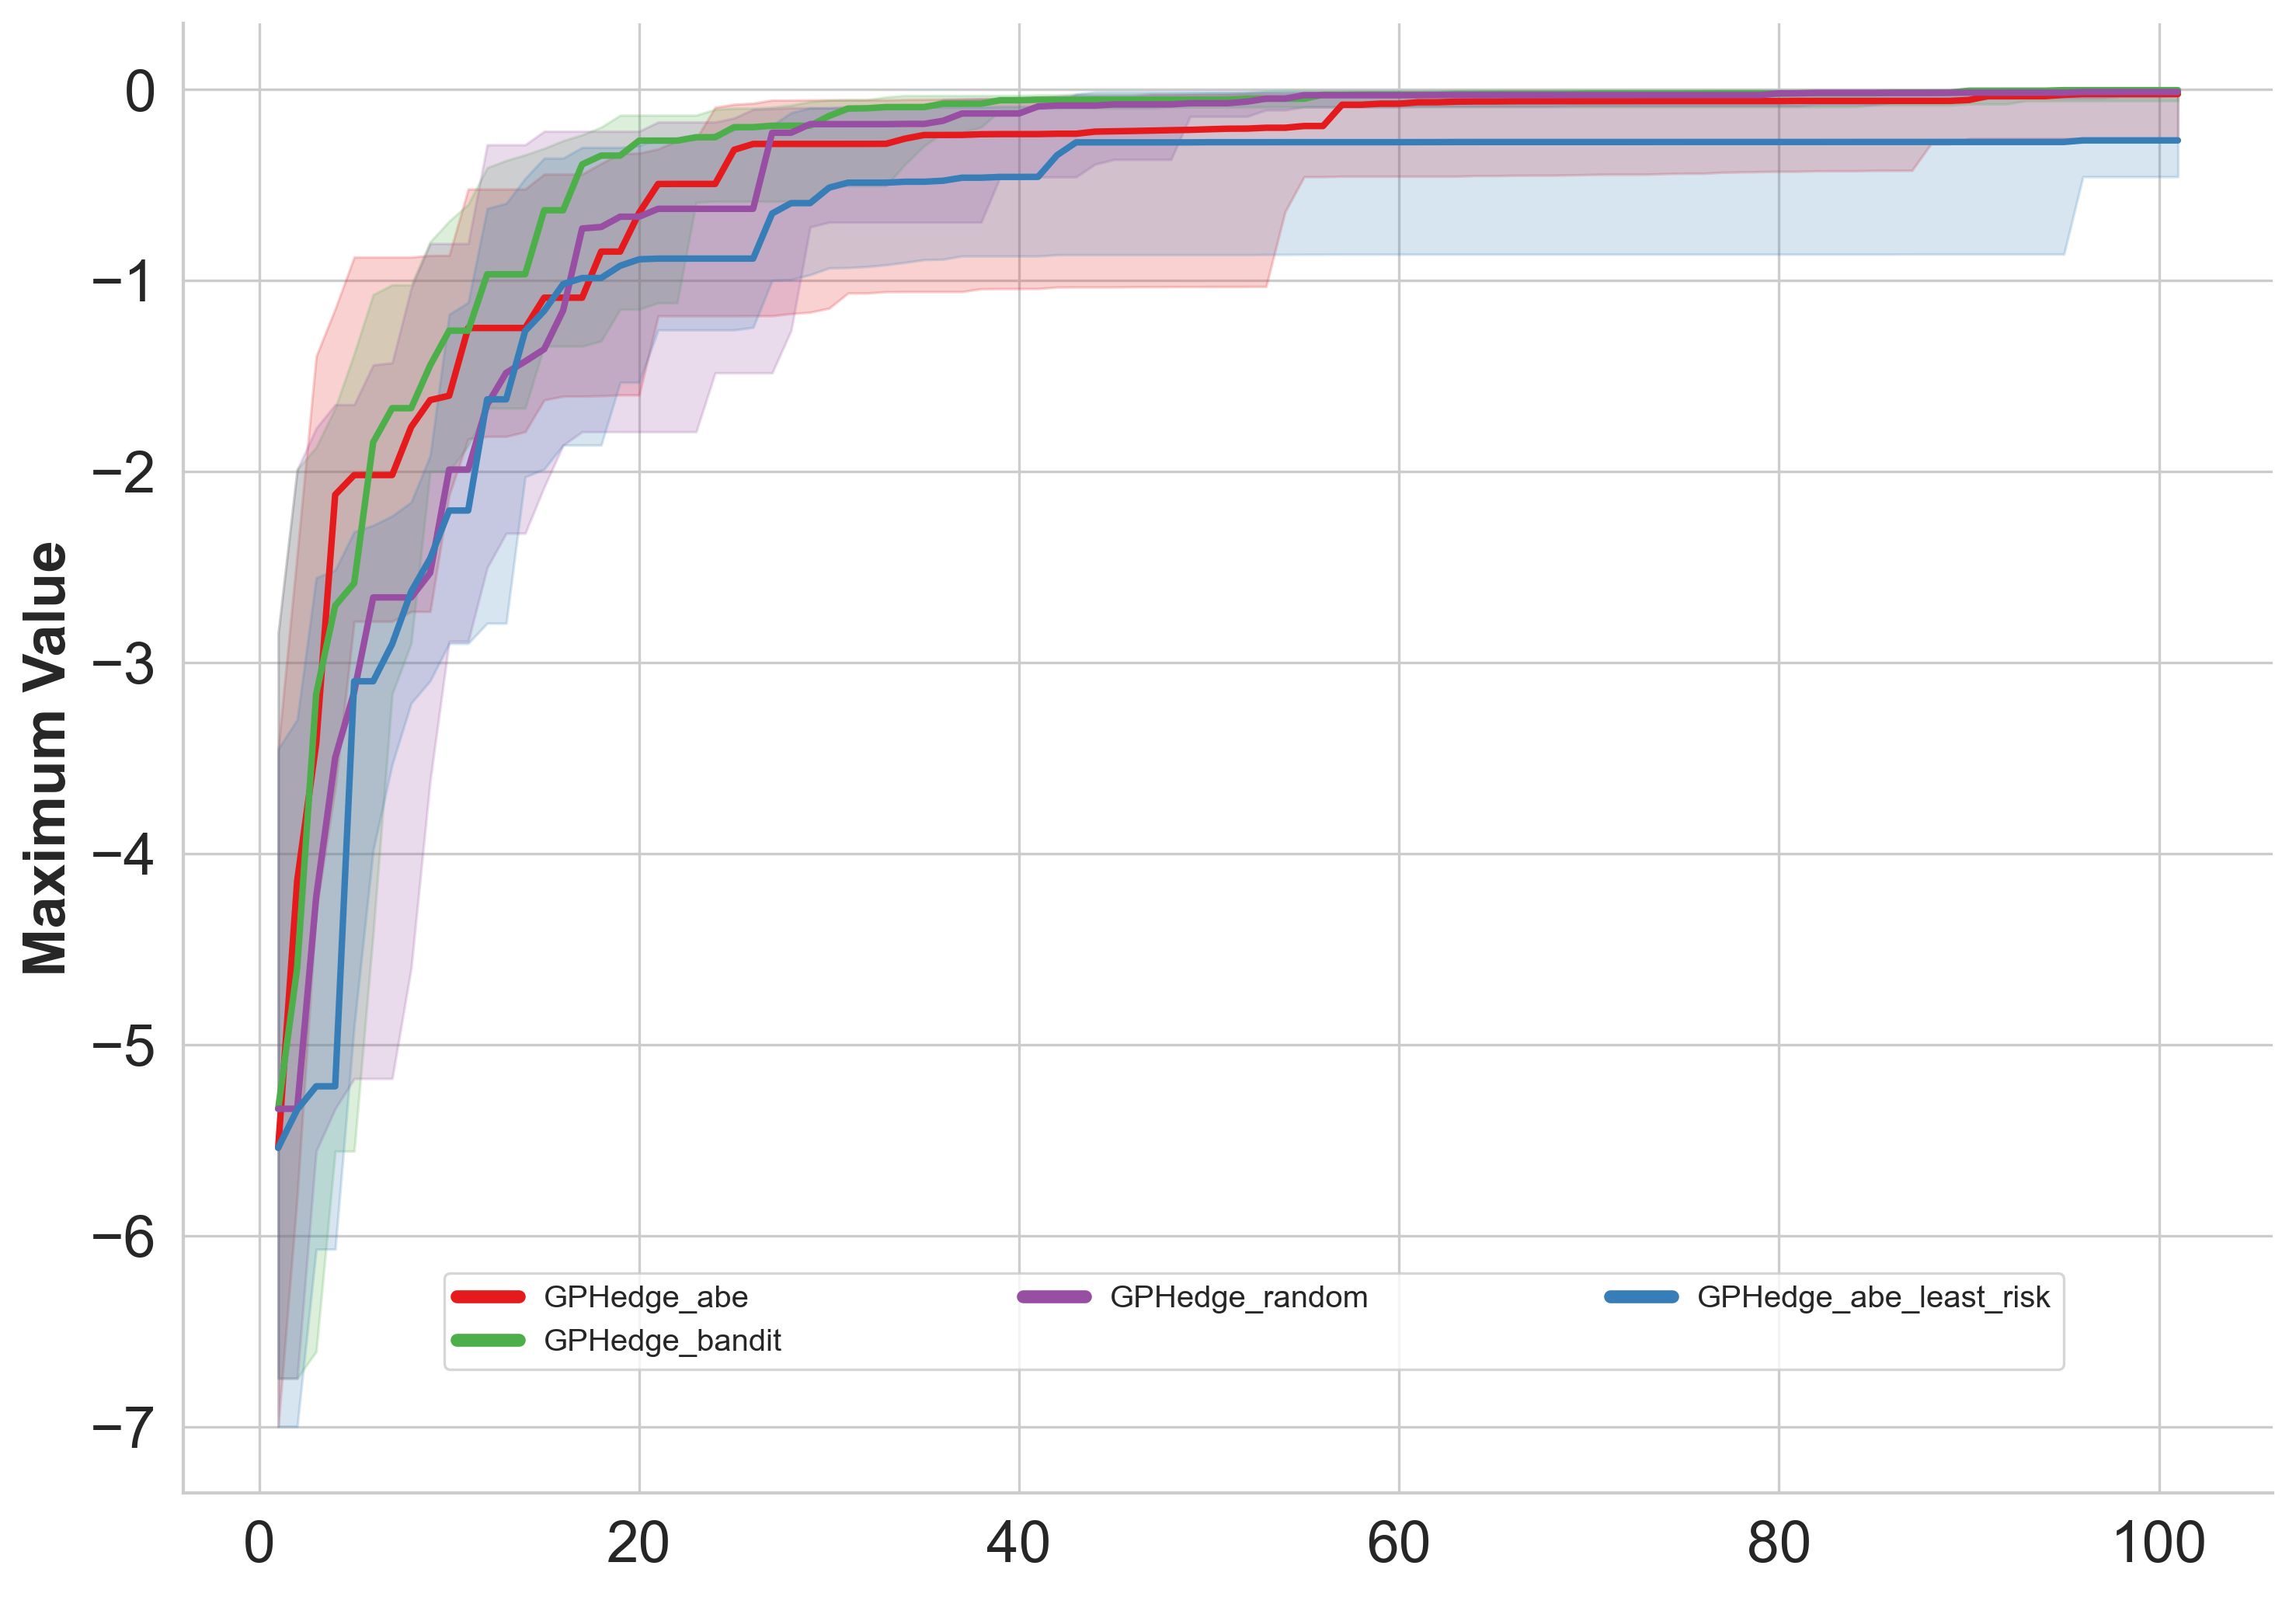 Maximum Value
0
−1
−2
−3
−4
−5
−6
−7
GPHedge_abe
GPHedge_bandit
GPHedge_random
GPHedge_abe_least_risk
0 20 40 60 80 100